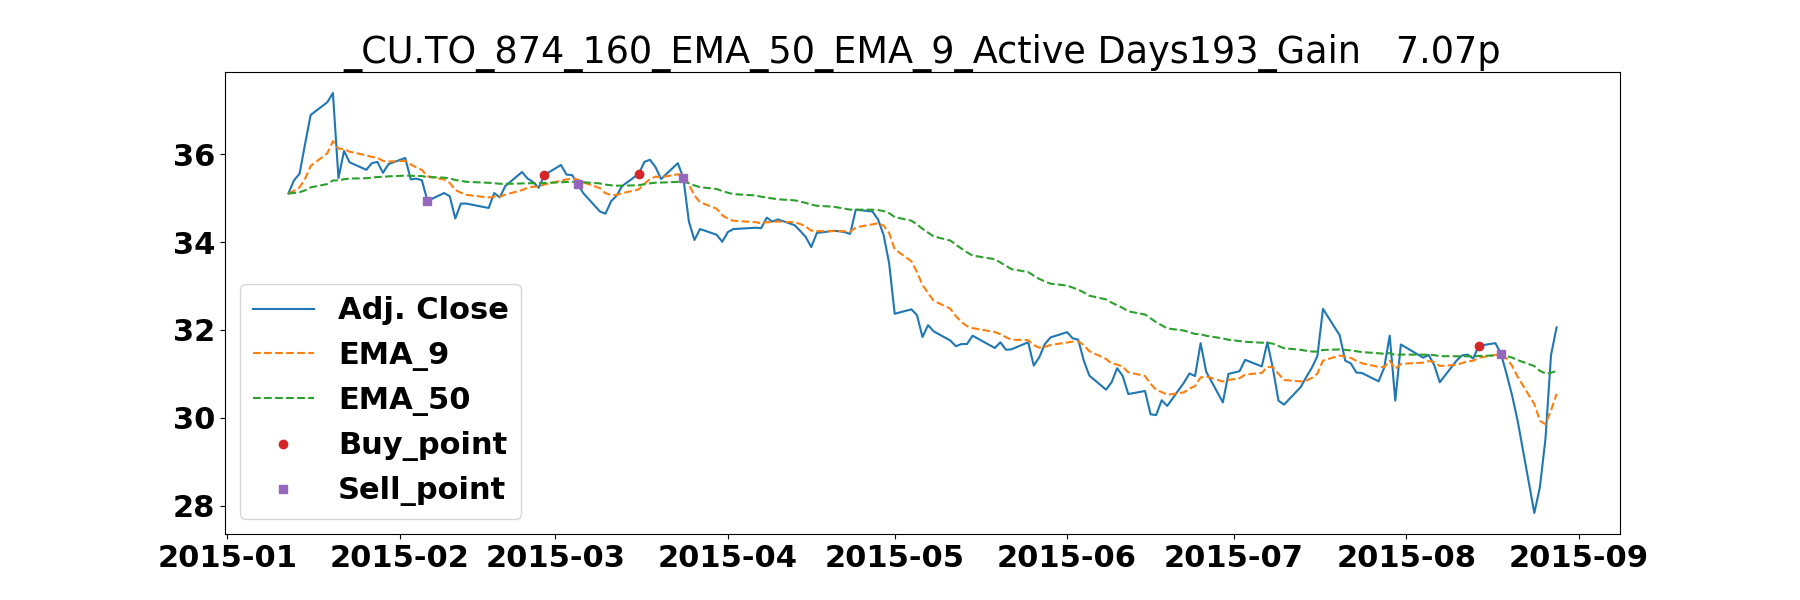 _CU.TO_874_160_EMA_50_EMA_9_Active Days193_Gain   7.07p
36
34
32
30
28
Adj. Close
EMA_9
EMA_50
Buy_point
Sell_point
2015-01 2015-02 2015-03 2015-04 2015-05 2015-06 2015-07 2015-08 2015-09